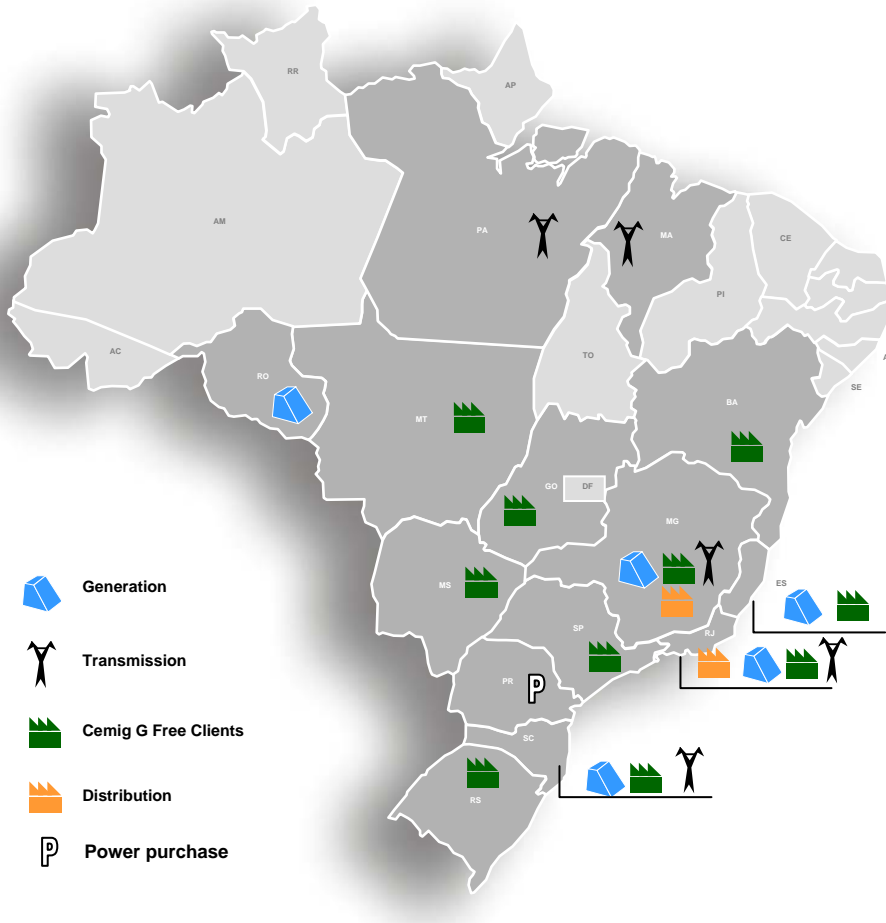 RR
AP
AM
PA
MA
CE
PI
AC
TO
RO
A
SE
BA
MT
GO
DF
MG
MS
ES
SP
RJ
PR
P
SC
RS
Generation
Transmission
Cemig G Free Clients
Distribution
P Power purchase